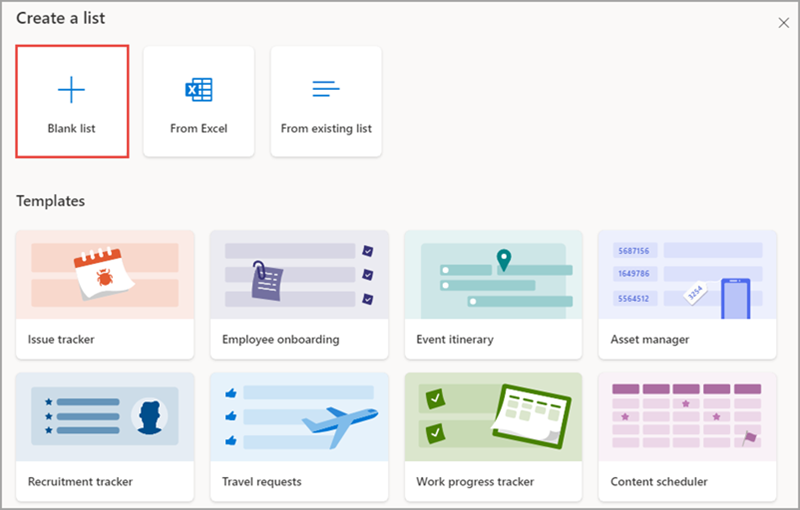 Create a list
Blank list
From Excel
From existing list
Templates
5687156
1649786
5564512
3254
Issue tracker
Employee onboarding
Event itinerary
Asset manager
Recruitment tracker
Travel requests
Work progress tracker
Content scheduler